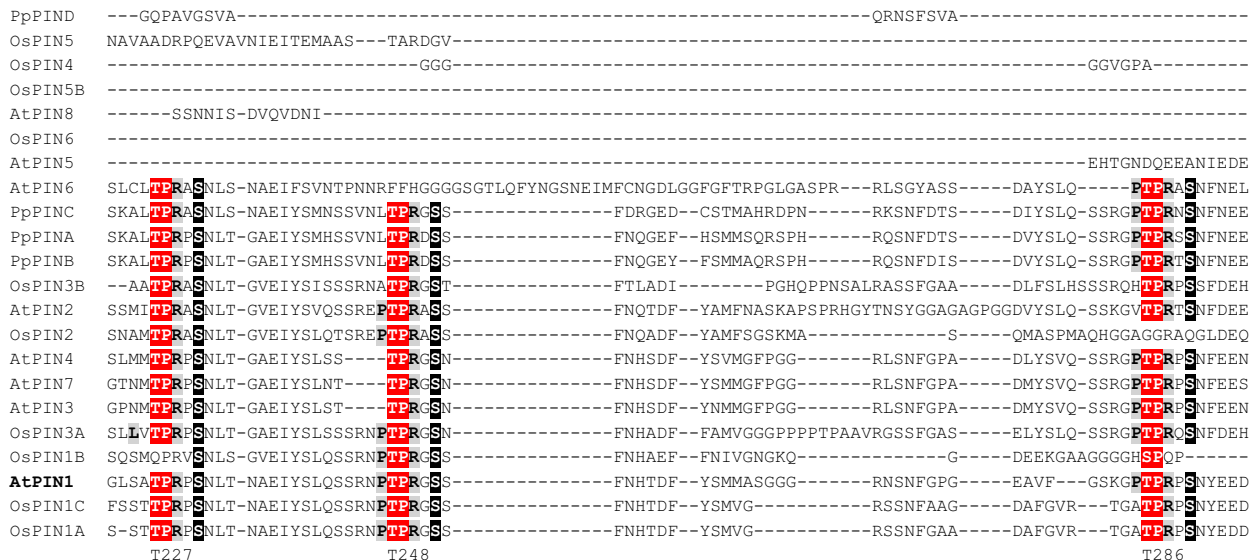 PpPIND ---GQPAVGSVA-----------------------------------------------------------QRNSFSVA---------------------------
OsPIN5 NAVAADRPQEVAVNIEITEMAAS---TARDGV--------------------------------------------------------------------------
OsPIN4 -----------------------------GGG-----------------------------------------------------------GGVGPA---------
OsPIN5B ----------------------------------------------------------------------------------------------------------
AtPIN8 ------SSNNIS-DVQVDNI--------------------------------------------------------------------------------------
OsPIN6 ----------------------------------------------------------------------------------------------------------
AtPIN5 -------------------------------------------------------------------------------------------EHTGNDQEEANIEDE
AtPIN6 SLCLTPRASNLS-NAEIFSVNTPNNRFFHGGGGSGTLQFYNGSNEIMFCNGDLGGFGFTRPGLGASPR---RLSGYASS-----DAYSLQ-----PTPRASNFNEL
PpPINC SKALTPRASNLS-NAEIYSMNSSVNLTPRGSS---------------FDRGED--CSTMAHRDPN------RKSNFDTS-----DIYSLQ-SSRGPTPRNSNFNEE
PpPINA SKALTPRPSNLT-GAEIYSMHSSVNLTPRDSS---------------FNQGEF--HSMMSQRSPH------RQSNFDTS-----DVYSLQ-SSRGPTPRSSNFNEE
PpPINB SKALTPRPSNLT-GAEIYSMHSSVNLTPRDSS---------------FNQGEY--FSMMAQRSPH------RQSNFDIS-----DVYSLQ-SSRGPTPRTSNFNEE
OsPIN3B --AATPRPSNLT-GAEIYSISSSRNATPRGST---------------FTLADI------PGHQPPNSALRASSFGAA-----DLFSLHSSSRQHTPRPSSFDEH
AtPIN2 SSMITPRASNLT-GAEIYSVQSSREPTPRASS---------------FNQTDF--YAMFNASKAPSPRHGYTNSYGGAGAGPGGDVYSLQ-SSKGVTPRTSNFDEE
OsPIN2 SNAMTPRASNLT-GAEIYSLQTSREPTPRASS---------------FNQADF--YAMFSGSKMA------------S-------QMASPMAQHGGAGGRAQGLDEQ
AtPIN4 SLMMTPRPSNLT-GAEIYSLSS----TPRGSN---------------FNHSDF--YSVMGFPGG-------RLSNFGPA-----DLYSVQ-SSRGPTPRPSNFEEN
AtPIN7 GTNMTPRPSNLT-GAEIYSLNT----TPRGSN---------------FNHSDF--YSMMGFPGG-------RLSNFGPA-----DMYSVQ-SSRGPTPRPSNFEES
AtPIN3 GPNMTPRPSNLT-GAEIYSLST----TPRGSN---------------FNHSDF--YNMMGFPGG-------RLSNFGPA-----DMYSVQ-SSRGPTPRPSNFEEN
OsPIN3A SLLVTPRPSNLT-GAEIYSLSSSRNPTPRGSN---------------FNHADF--FAMVGGGPPPPTPAAVRGSSFGAS-----ELYSLQ-SSRGPTPRQSNFDEH
OsPIN1B SQSMQPRVSNLS-GVEIYSLQSSRNPTPRGSS---------------FNHAEF--FNIVGNGKQ-------------G------DEEKGAAGGGGHSPQP-----
AtPIN1 GLSATPRPSNLT-NAEIYSLQSSRNPTPRGSS---------------FNHTDF--YSMMASGGG-------RNSNFGPG-----EAVF---GSKGPTPRPSNYEED
OsPIN1C FSSTTPRPSNLT-NAEIYSLQSSRNPTPRGSS---------------FNHTDF--YSMVG-----------RSSNFAAG-----DAFGVR---TGATPRPSNYEED
OsPIN1A S-STTPRPSNLT-NAEIYSLQSSRNPTPRGSS---------------FNHTDF--YSMVG-----------RSSNFGAA-----DAFGVR---TGATPRPSNYEDD
T227 T248 T286